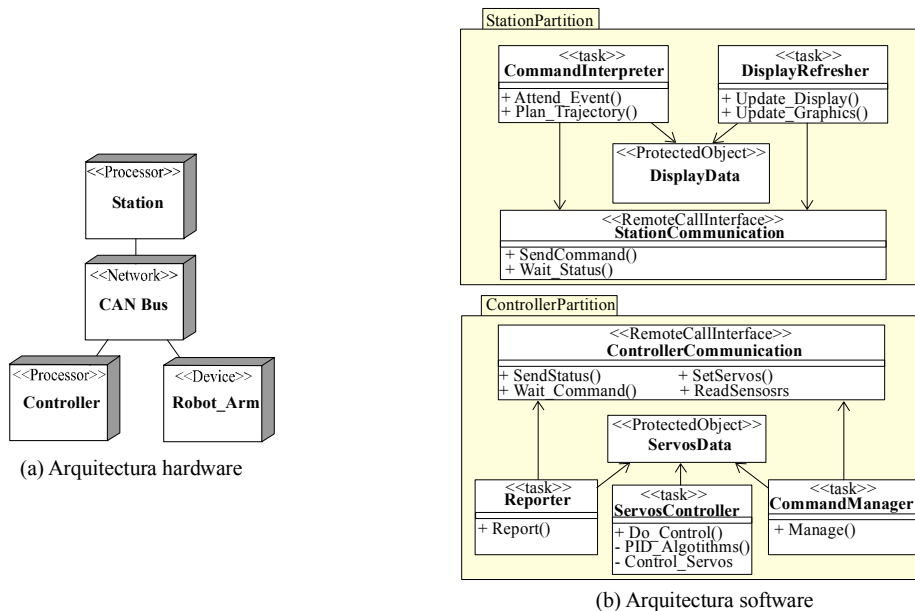 <<Processor>>
Station
<<Network>>
CAN Bus
<<Processor>>
Controller
<<Device>>
Robot_Arm
(a) Arquitectura hardware
StationPartition
<<task>>
CommandInterpreter
+ Attend_Event()
+ Plan_Trajectory()
<<task>>
DisplayRefresher
+ Update_Display()
+ Update_Graphics()
<<ProtectedObject>>
DisplayData
<<RemoteCallInterface>>
StationCommunication
+ SendCommand()
+ Wait_Status()
ControllerPartition
<<RemoteCallInterface>>
ControllerCommunication
+ SendStatus() + SetServos()
+ Wait_Command() + ReadSensosrs
<<ProtectedObject>>
ServosData
<<task>>
Reporter
+ Report()
<<task>>
ServosController
+ Do_Control()
- PID_Algotithms()
- Control_Servos
<<task>>
CommandManager
+ Manage()
(b) Arquitectura software